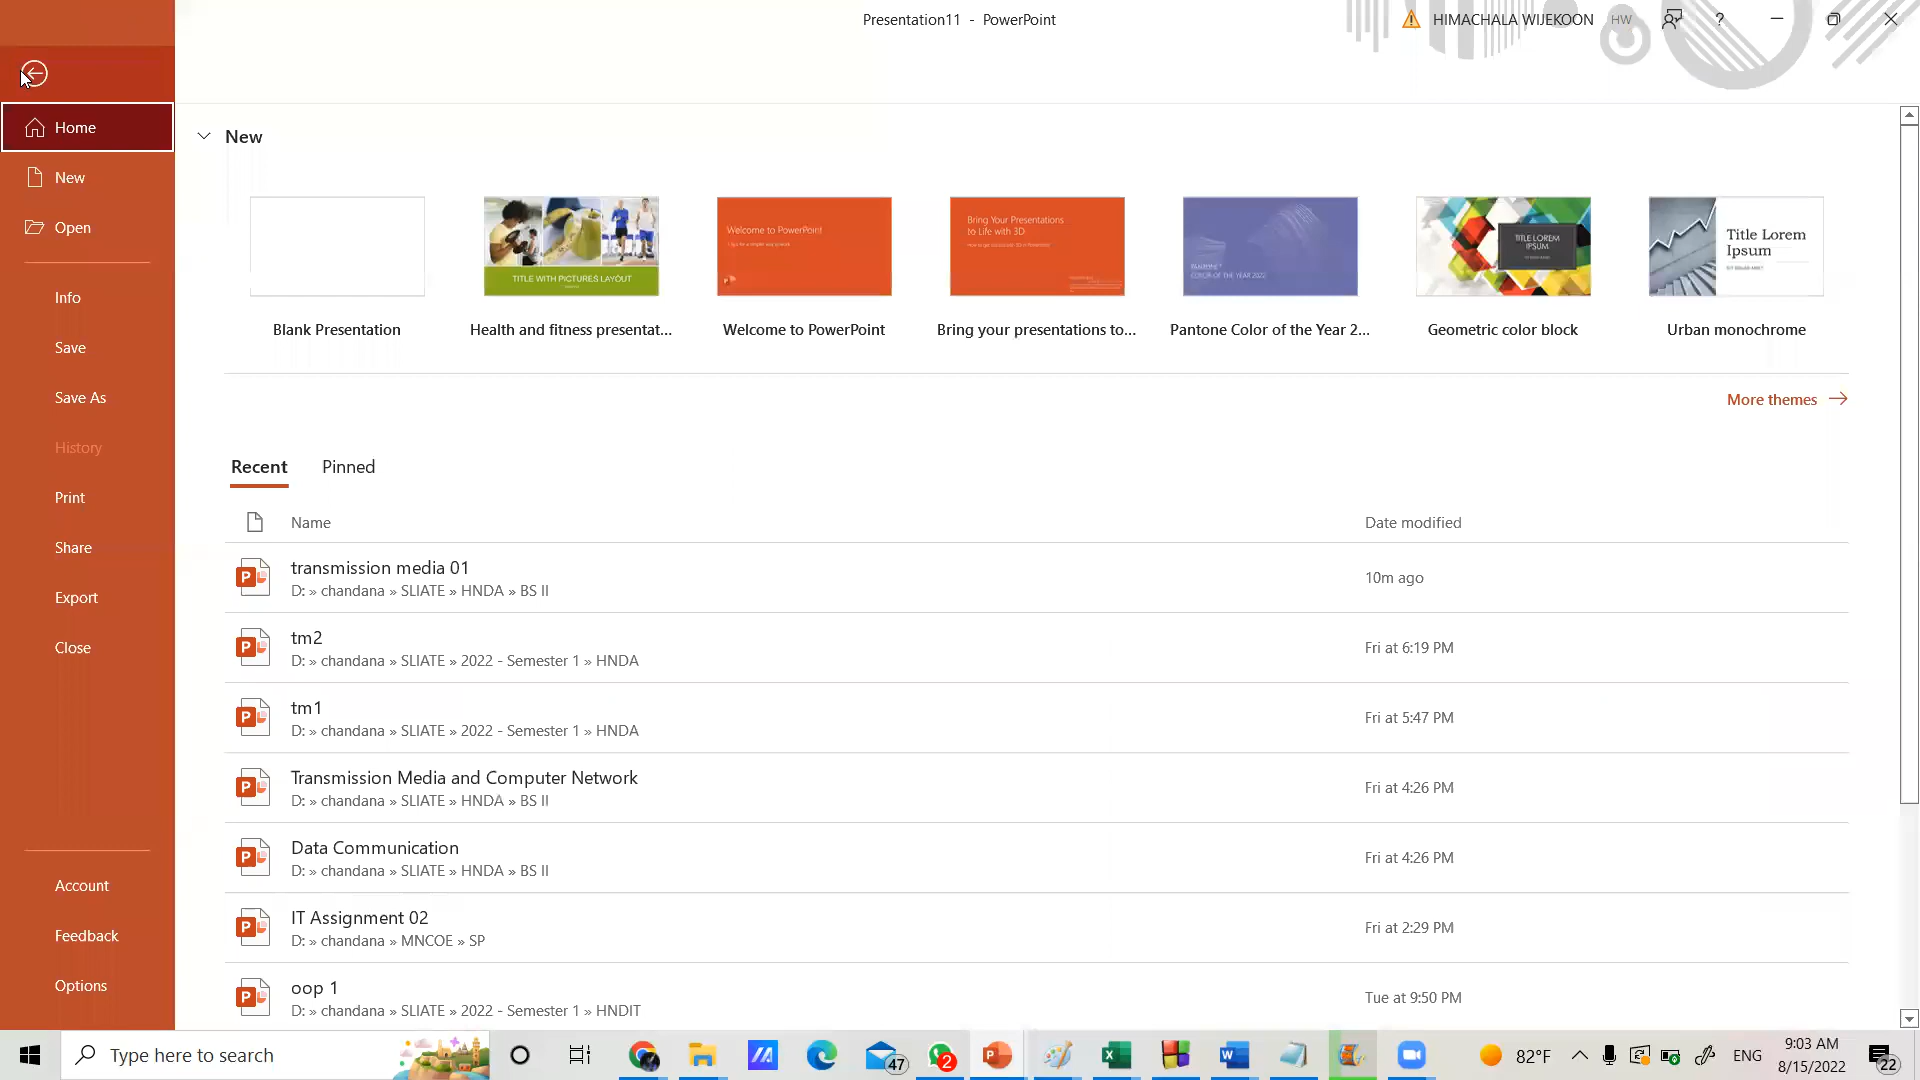 Presentation11 - PowerPoint
HIMACHALA WIJEKOON HW ?
Home
New
Open
Info
Save
Save As
History
Print
Share
Export
Close
Account
Feedback
Options
New
Welcome to PowerPoint
Bring Your Presentations
to Life with 3D
TITLE LOREM
IPSUM
Title Lorem
Ipsum
TITLE WITH PICTURES LAYOUT
PANTONE
COLOR OF THE YEAR 2022
Blank Presentation
Health and fitness presentat...
Welcome to PowerPoint
Bring your presentations to...
Pantone Color of the Year 2...
Geometric color block
Urban monochrome
More themes
Recent Pinned
Name Date modified
transmission media 01
D: » chandana » SLIATE » HNDA » BS II
10m ago
tm2
D: » chandana » SLIATE » 2022 - Semester 1 » HNDA
Fri at 6:19 PM
tm1
D: » chandana » SLIATE » 2022 - Semester 1 » HNDA
Fri at 5:47 PM
Transmission Media and Computer Network
D: » chandana » SLIATE » HNDA » BS II
Fri at 4:26 PM
Data Communication
D: » chandana » SLIATE » HNDA » BS II
Fri at 4:26 PM
IT Assignment 02
D: » chandana » MNCOE » SP
Fri at 2:29 PM
oop 1
D: » chandana » SLIATE » 2022 - Semester 1 » HNDIT
Tue at 9:50 PM
Type here to search
47
2
82°F
ENG
9:03 AM
8/15/2022
22